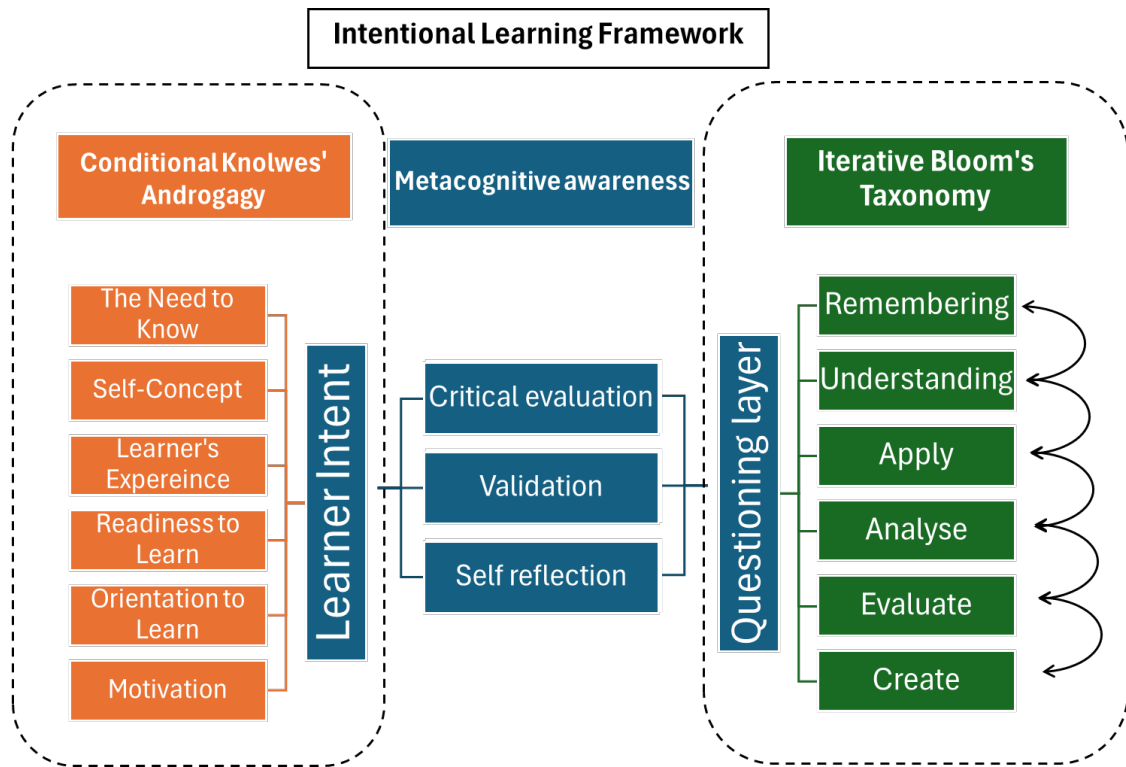 Intentional Learning Framework
Conditional Knolwes'
Androgagy
Metacognitive awareness
Iterative Bloom's
Taxonomy
The Need to
Know
Self-Concept
Learner's
Expereince
Readiness to
Learn
Orientation to
Learn
Motivation
Learner Intent
Critical evaluation
Validation
Self reflection
Questioning layer
Remembering
Understanding
Apply
Analyse
Evaluate
Create